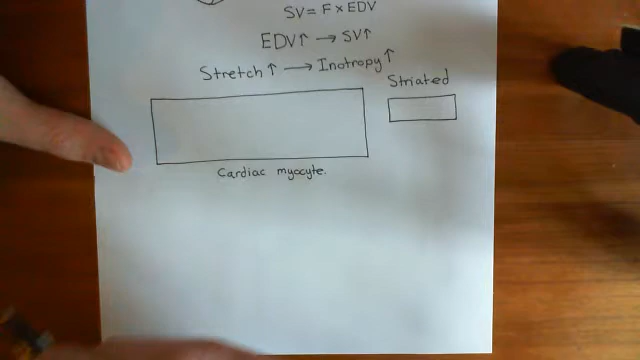 SV = F × EDV
EDV↑ → SV↑
Stretch ↑ → Inotropy ↑
Striated
Cardiac myocyte.